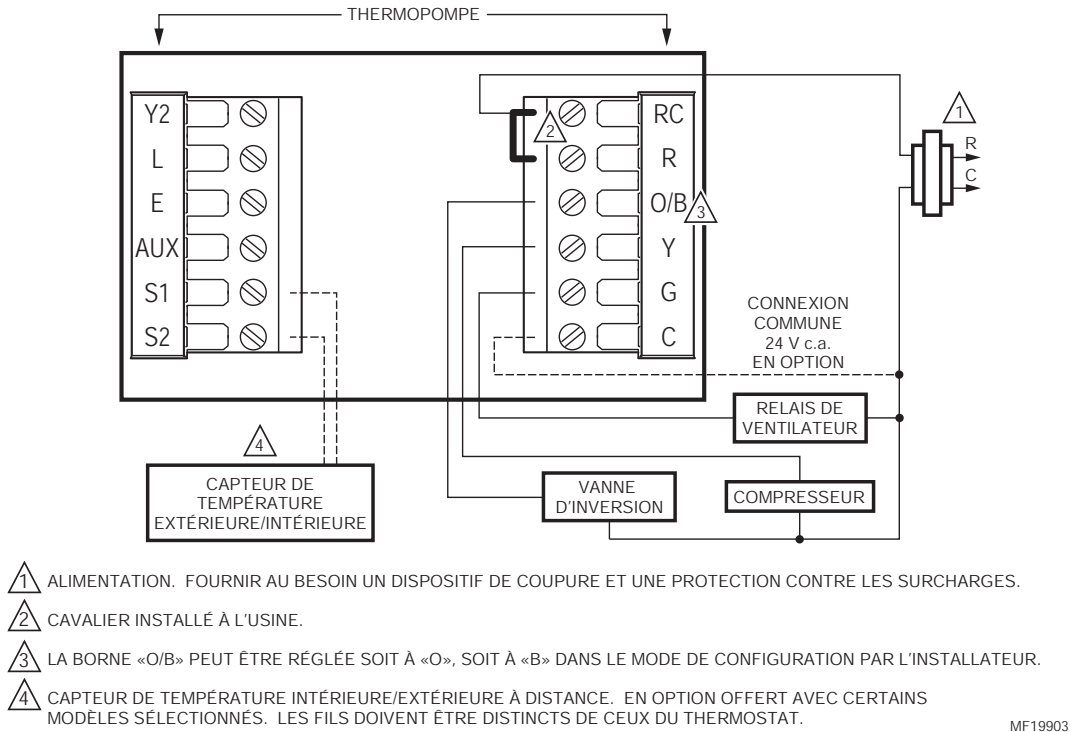 THERMOPOMPE
Y2
L
E
AUX
S1
S2
2
RC
R
O/B
3
Y
G
C
1
R
C
CONNEXION
COMMUNE
24 V c.a.
EN OPTION
RELAIS DE
VENTILATEUR
4
CAPTEUR DE
TEMPÉRATURE
EXTÉRIEURE/INTÉRIEURE
VANNE
D'INVERSION
COMPRESSEUR
1 ALIMENTATION. FOURNIR AU BESOIN UN DISPOSITIF DE COUPURE ET UNE PROTECTION CONTRE LES SURCHARGES.
2 CAVALIER INSTALLÉ À L'USINE.
3 LA BORNE «O/B» PEUT ÊTRE RÉGLÉE SOIT À «O», SOIT À «B» DANS LE MODE DE CONFIGURATION PAR L'INSTALLATEUR.
4 CAPTEUR DE TEMPÉRATURE INTÉRIEURE/EXTÉRIEURE À DISTANCE. EN OPTION OFFERT AVEC CERTAINS
MODÈLES SÉLECTIONNÉS. LES FILS DOIVENT ÊTRE DISTINCTS DE CEUX DU THERMOSTAT.
MF19903